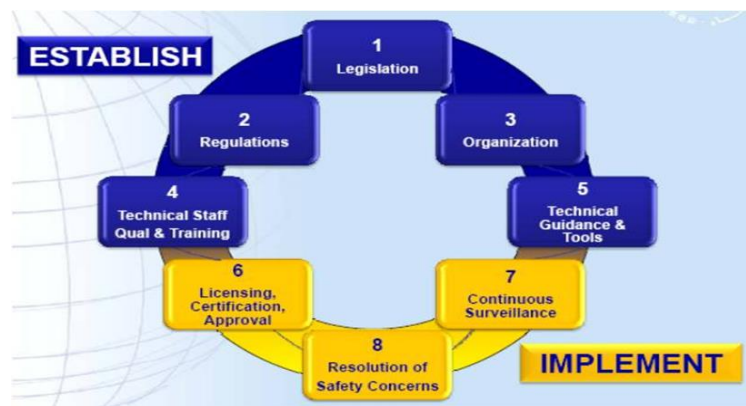 ESTABLISH
1
Legislation
2
Regulations
3
Organization
4
Technical Staff
Qual & Training
5
Technical
Guidance &
Tools
6
Licensing,
Certification,
Approval
7
Continuous
Surveillance
8
Resolution of
Safety Concerns
IMPLEMENT